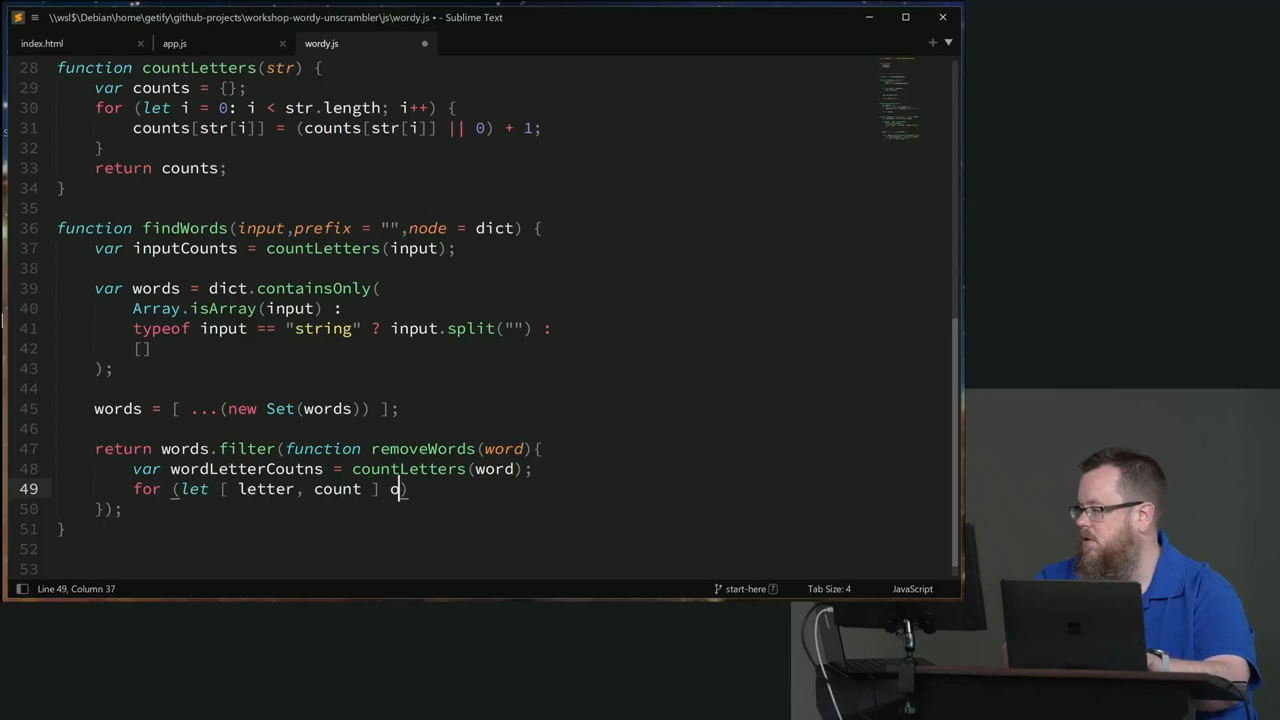 \\wsl$\Debian\home\getify\github-projects\workshop-wordy-unscrambler\js\wordy.js • - Sublime Text
index.html
app.js
wordy.js
28 function countLetters(str) {
29 var counts = {};
30 for (let i = 0: i < str.length; i++) {
31 counts[str[i]] = (counts[str[i]] || 0) + 1;
32 }
33 return counts;
34 }
35
36 function findWords(input,prefix = "",node = dict) {
37 var inputCounts = countLetters(input);
38
39 var words = dict.containsOnly(
40 Array.isArray(input) :
41 typeof input == "string" ? input.split("") :
42 []
43 );
44
45 words = [ ...(new Set(words)) ];
46
47 return words.filter(function removeWords(word){
48 var wordLetterCoutns = countLetters(word);
49 for (let [ letter, count ] o)
50 });
51 }
52
53
Line 49, Column 37
start-here 7
Tab Size: 4
JavaScript